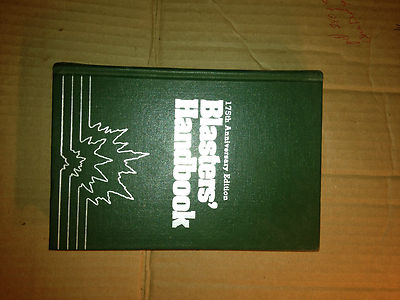 175th Anniversary Edition
Blasters'
Handbook